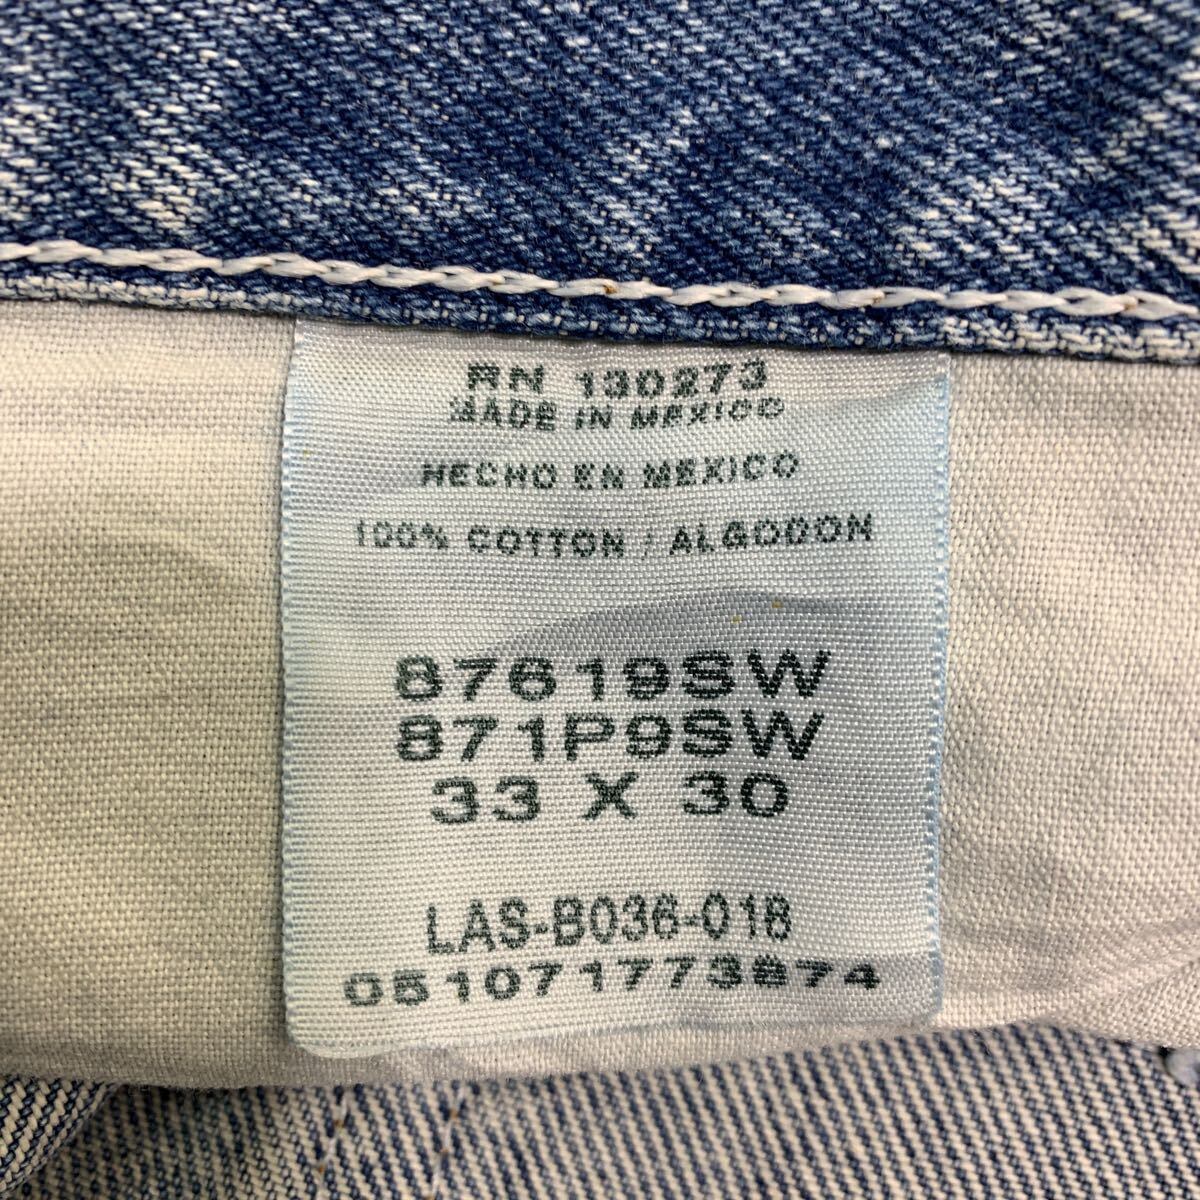 RN 130273
MADE IN MEXICO
HECHO EN MEXICO
100% COTTON / ALGODON
87619SW
871P9SW
33 X 30
LAS-B036-018
051071773874